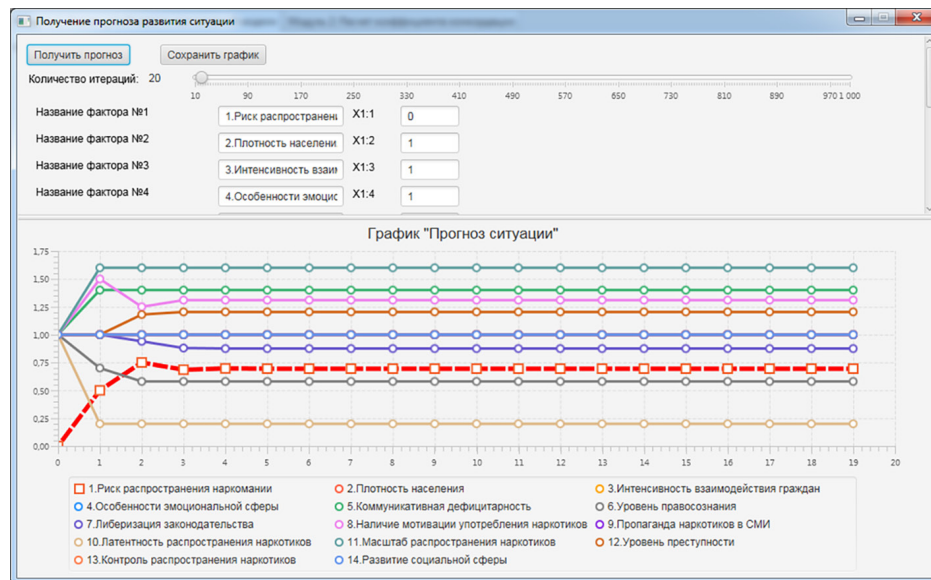 Получение прогноза развития ситуации
Получить прогноз Сохранить график
Количество итераций: 20
10 90 170 250 330 410 490 570 650 730 810 890 970 1 000
Название фактора №1 1.Риск распространени X1:1 0
Название фактора №2 2.Плотность населени X1:2 1
Название фактора №3 3.Интенсивность взаим X1:3 1
Название фактора №4 4.Особенности эмоцис X1:4 1
График "Прогноз ситуации"
1,75
1,50
1,25
1,00
0,75
0,50
0,25
0,00
0 1 2 3 4 5 6 7 8 9 10 11 12 13 14 15 16 17 18 19 20
1.Риск распространения наркомании 2.Плотность населения 3.Интенсивность взаимодействия граждан
4.Особенности эмоциональной сферы 5.Коммуникативная дефицитарность 6.Уровень правосознания
7.Либеризация законодательства 8.Наличие мотивации употребления наркотиков 9.Пропаганда наркотиков в СМИ
10.Латентность распространения наркотиков 11.Масштаб распространения наркотиков 12.Уровень преступности
13.Контроль распространения наркотиков 14.Развитие социальной сферы